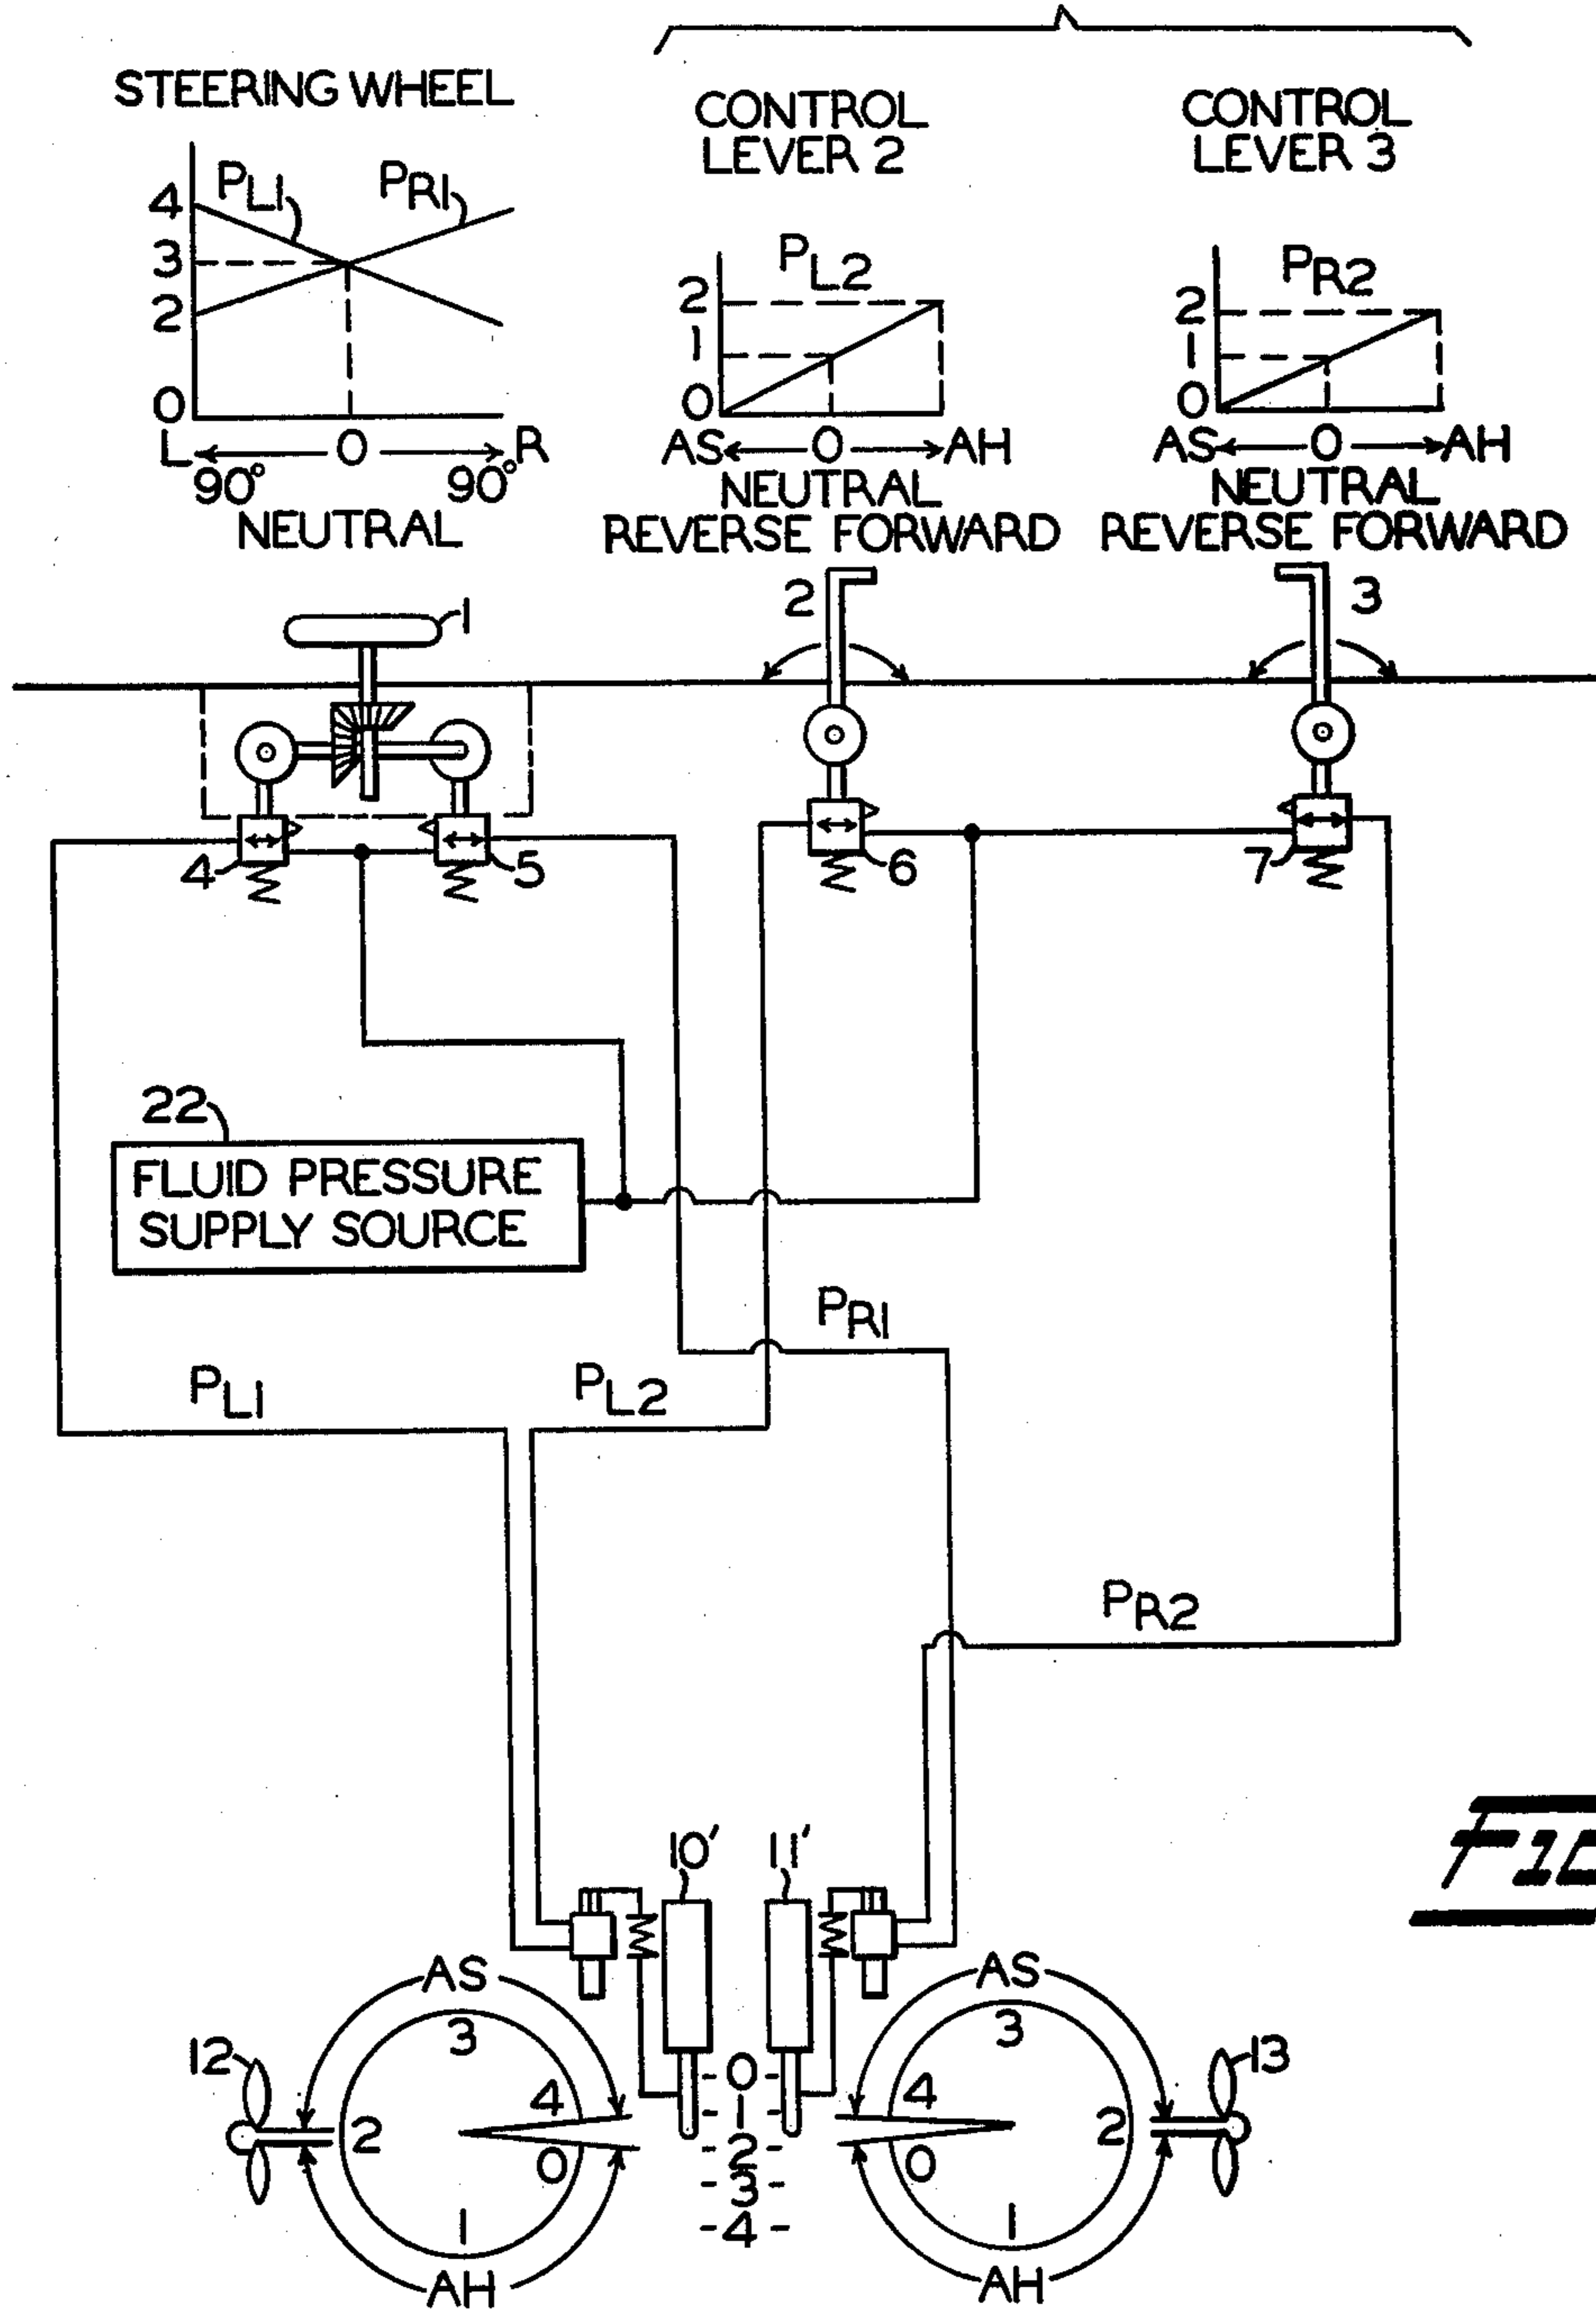 STEERING WHEEL
CONTROL
LEVER 2
CONTROL
LEVER 3
4
3
2
0
PL1
PR1
L
0
R
90°
90°
NEUTRAL
2
1
0
PL2
AS
0
AH
NEUTRAL
REVERSE FORWARD
2
1
0
PR2
AS
0
AH
NEUTRAL
REVERSE FORWARD
1
2
3
4
5
6
7
22
FLUID PRESSURE
SUPPLY SOURCE
PR1
PL1
PL2
PR2
10'
11'
AS
3
4
2
0
1
AH
12
0
1
2
3
4
AS
3
4
2
0
1
AH
13